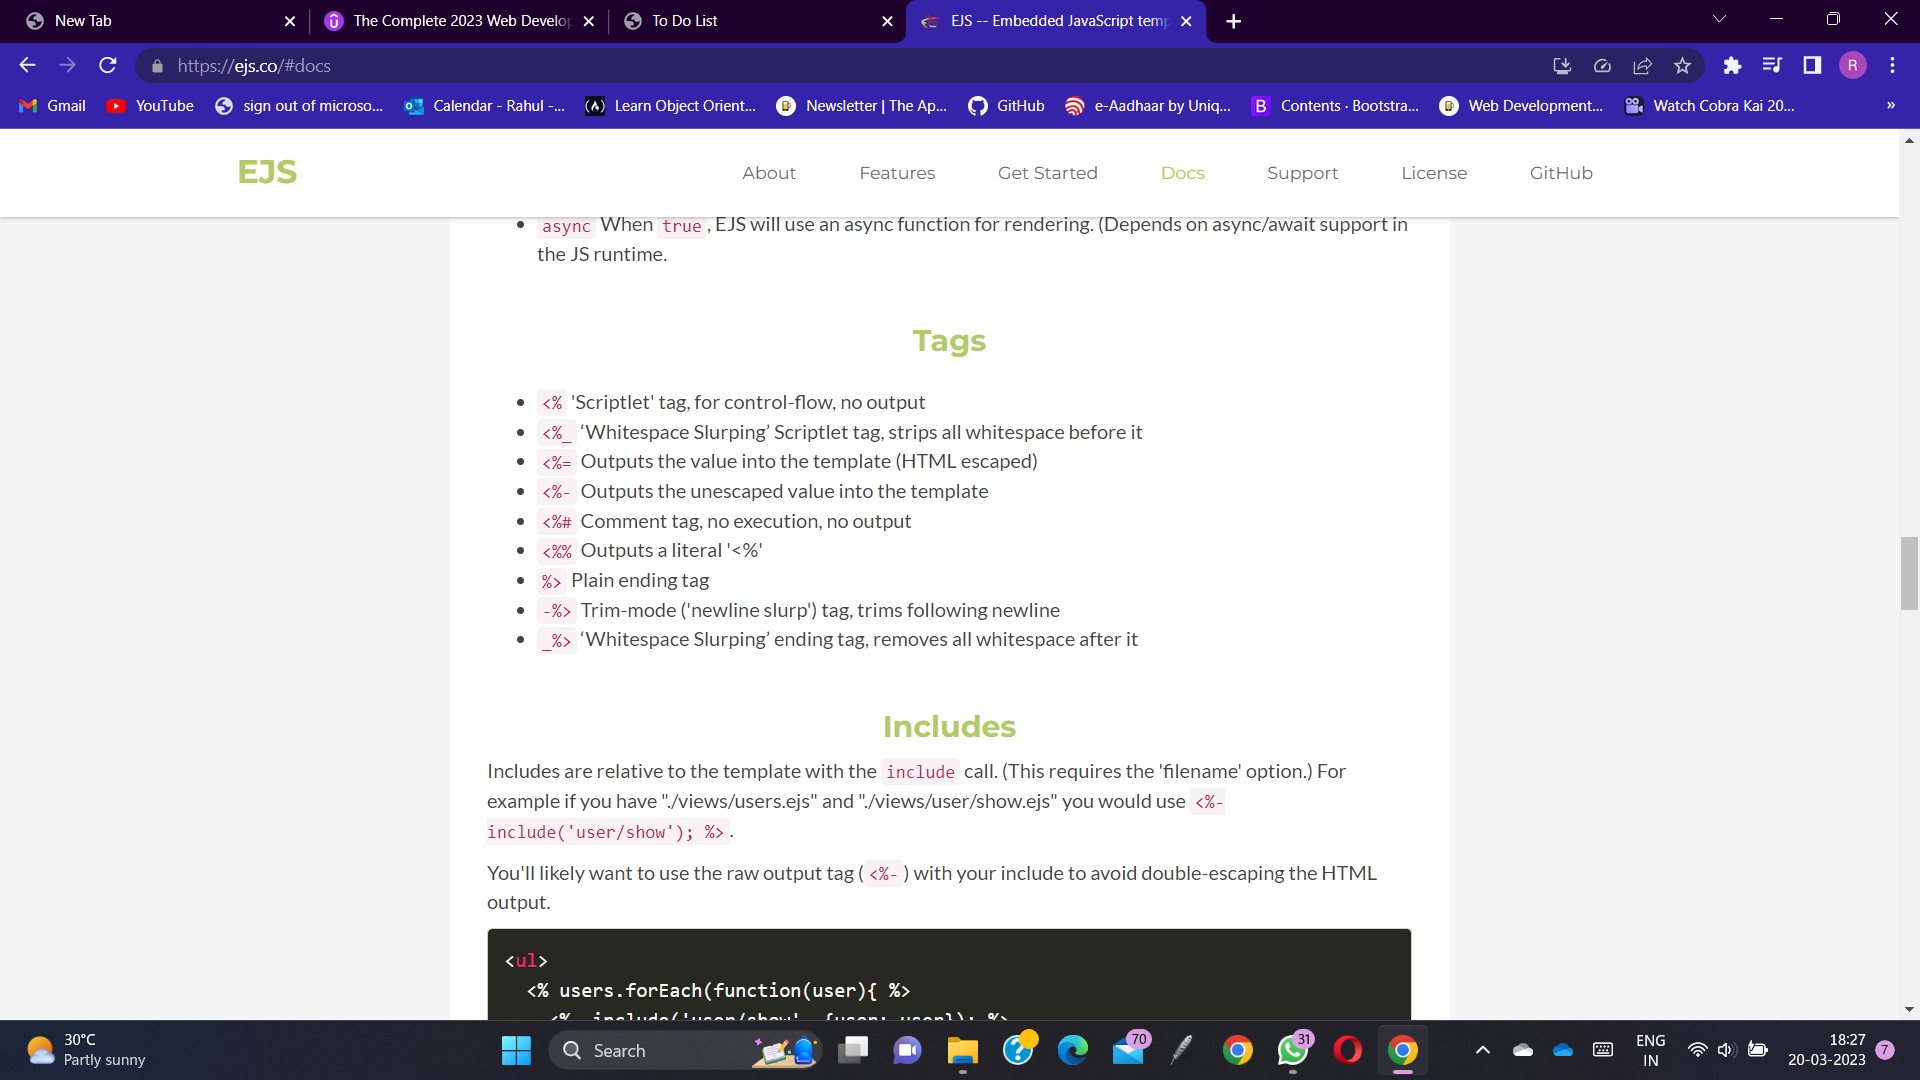 New Tab
The Complete 2023 Web Develop
To Do List
EJS -- Embedded JavaScript temp
https://ejs.co/#docs
R
Gmail
YouTube
sign out of microso...
Calendar - Rahul -...
Learn Object Orient...
Newsletter | The Ap...
GitHub
e-Aadhaar by Uniq...
B
Contents · Bootstra...
Web Development...
Watch Cobra Kai 20...
»
EJS
About
Features
Get Started
Docs
Support
License
GitHub
async When true , EJS will use an async function for rendering. (Depends on async/await support in
the JS runtime.
Tags
<% 'Scriptlet' tag, for control-flow, no output
<%_ ‘Whitespace Slurping’ Scriptlet tag, strips all whitespace before it
<%= Outputs the value into the template (HTML escaped)
<%- Outputs the unescaped value into the template
<%# Comment tag, no execution, no output
<%% Outputs a literal '<%'
%> Plain ending tag
-%> Trim-mode ('newline slurp') tag, trims following newline
_%> ‘Whitespace Slurping’ ending tag, removes all whitespace after it
Includes
Includes are relative to the template with the include call. (This requires the 'filename' option.) For
example if you have "./views/users.ejs" and "./views/user/show.ejs" you would use <%-
include('user/show'); %> .
You'll likely want to use the raw output tag ( <%- ) with your include to avoid double-escaping the HTML
output.
<ul>
<% users.forEach(function(user){ %>
<%- include('user/show', {user: user}); %>
30°C
Partly sunny
Search
70
31
ENG
IN
18:27
20-03-2023
7